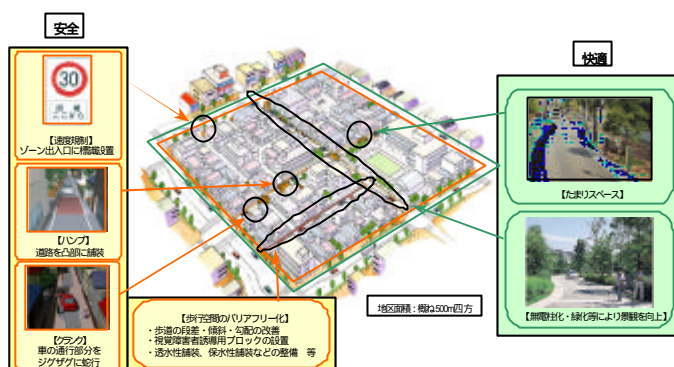 安全
30
【速度規制】
ゾーン出入口に標識設置
【ハンプ】
道路を凸部に舗装
【クランク】
車の通行部分を
ジグザグに蛇行
【歩行空間のバリアフリー化】
・歩道の段差・傾斜・勾配の改善
・視覚障害者誘導用ブロックの設置
・透水性舗装、保水性舗装などの整備 等
地区面積：概ね500m四方
快適
【たまりスペース】
【無電柱化・緑化等により景観を向上】